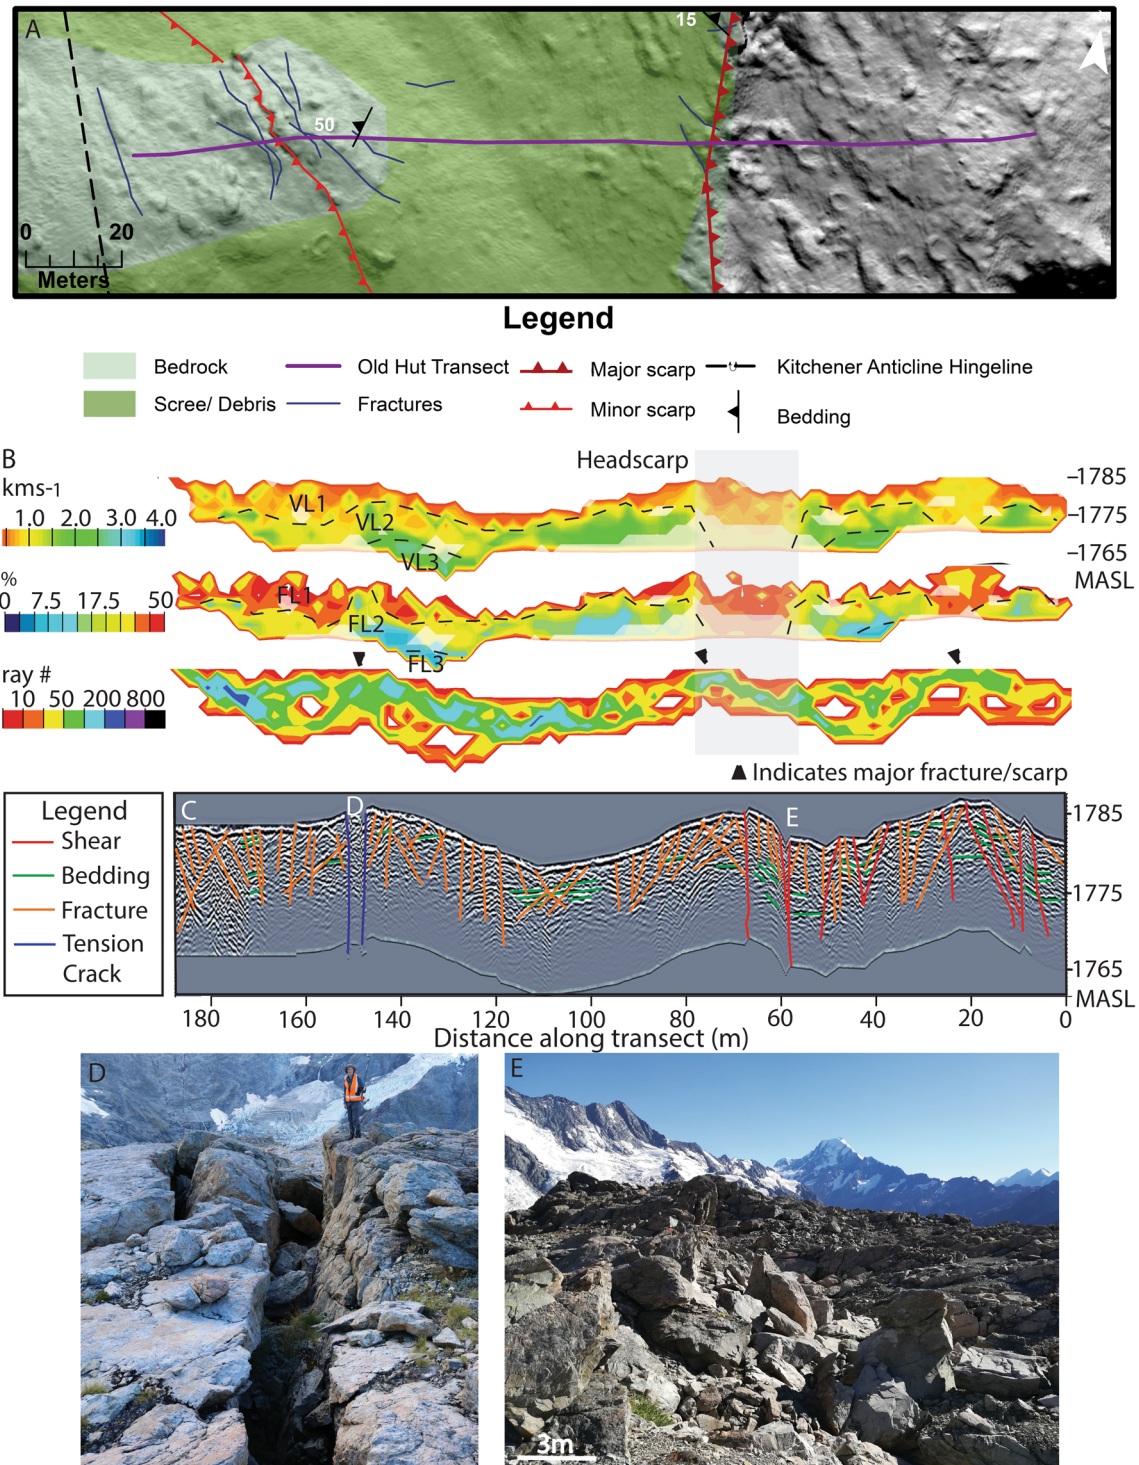 A
15
50
0 20
Meters
Legend
Bedrock
Old Hut Transect
Major scarp
Kitchener Anticline Hingeline
Scree/ Debris
Fractures
Minor scarp
Bedding
B
Headscarp
kms-1
1.0 2.0 3.0 4.0
VL1
VL2
VL3
1785
1775
1765
MASL
%
0 7.5 17.5 50
FL1
FL2
FL3
ray #
10 50 200 800
Indicates major fracture/scarp
Legend
Shear
Bedding
Fracture
Tension
Crack
C
D
E
1785
1775
1765
MASL
180 160 140 120 100 80 60 40 20 0
Distance along transect (m)
D
E
3m